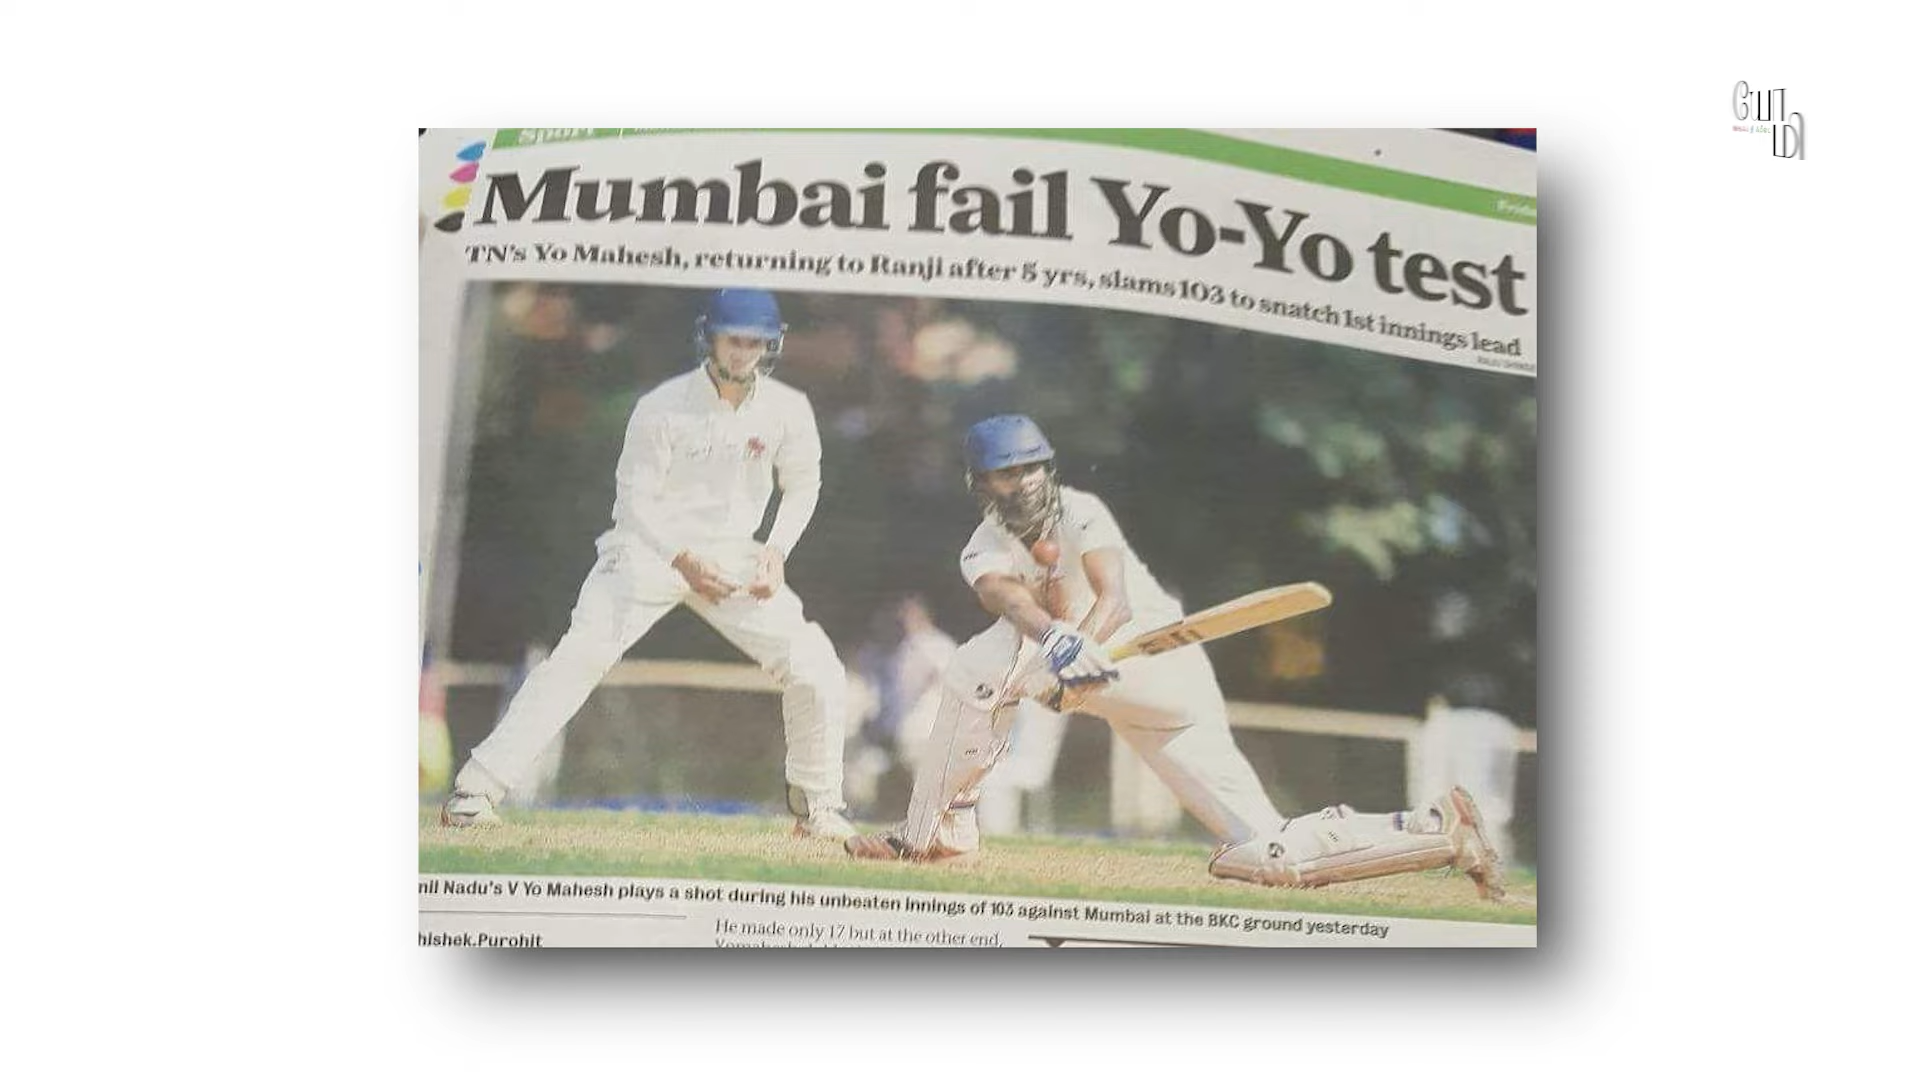 Sport
Mumbai fail Yo-Yo test
TN's Yo Mahesh, returning to Ranji after 5 yrs, slams 103 to snatch 1st innings lead
nil Nadu's V Yo Mahesh plays a shot during his unbeaten innings of 103 against Mumbai at the BKC ground yesterday
hishek.Purohit
He made only 17 but at the other end,
யோமி